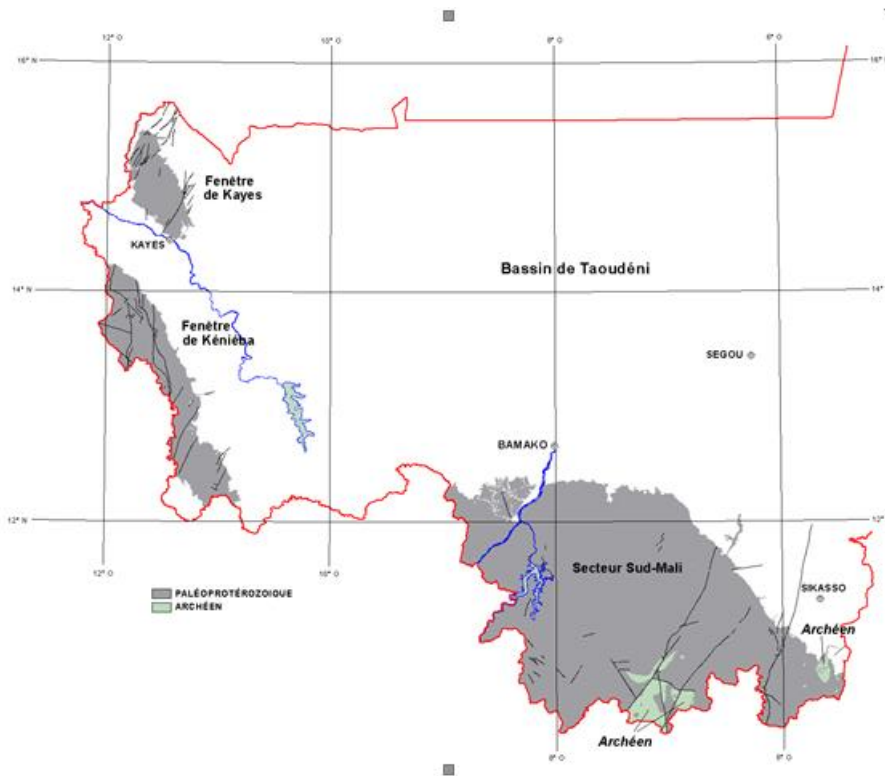 12° O
10° O
8° O
6° O
16° N
16° O
Fenêtre
de Kayes
KAYES
Bassin de Taoudéni
14° N
14° O
Fenêtre
de Kéniéba
SEGOU
BAMAKO
12° N
12°
Secteur Sud-Mali
12° O
10° O
SIKASSO
PALÉOPROTÉROZOIQUE
ARCHÉEN
Archéen
Archéen
8° O